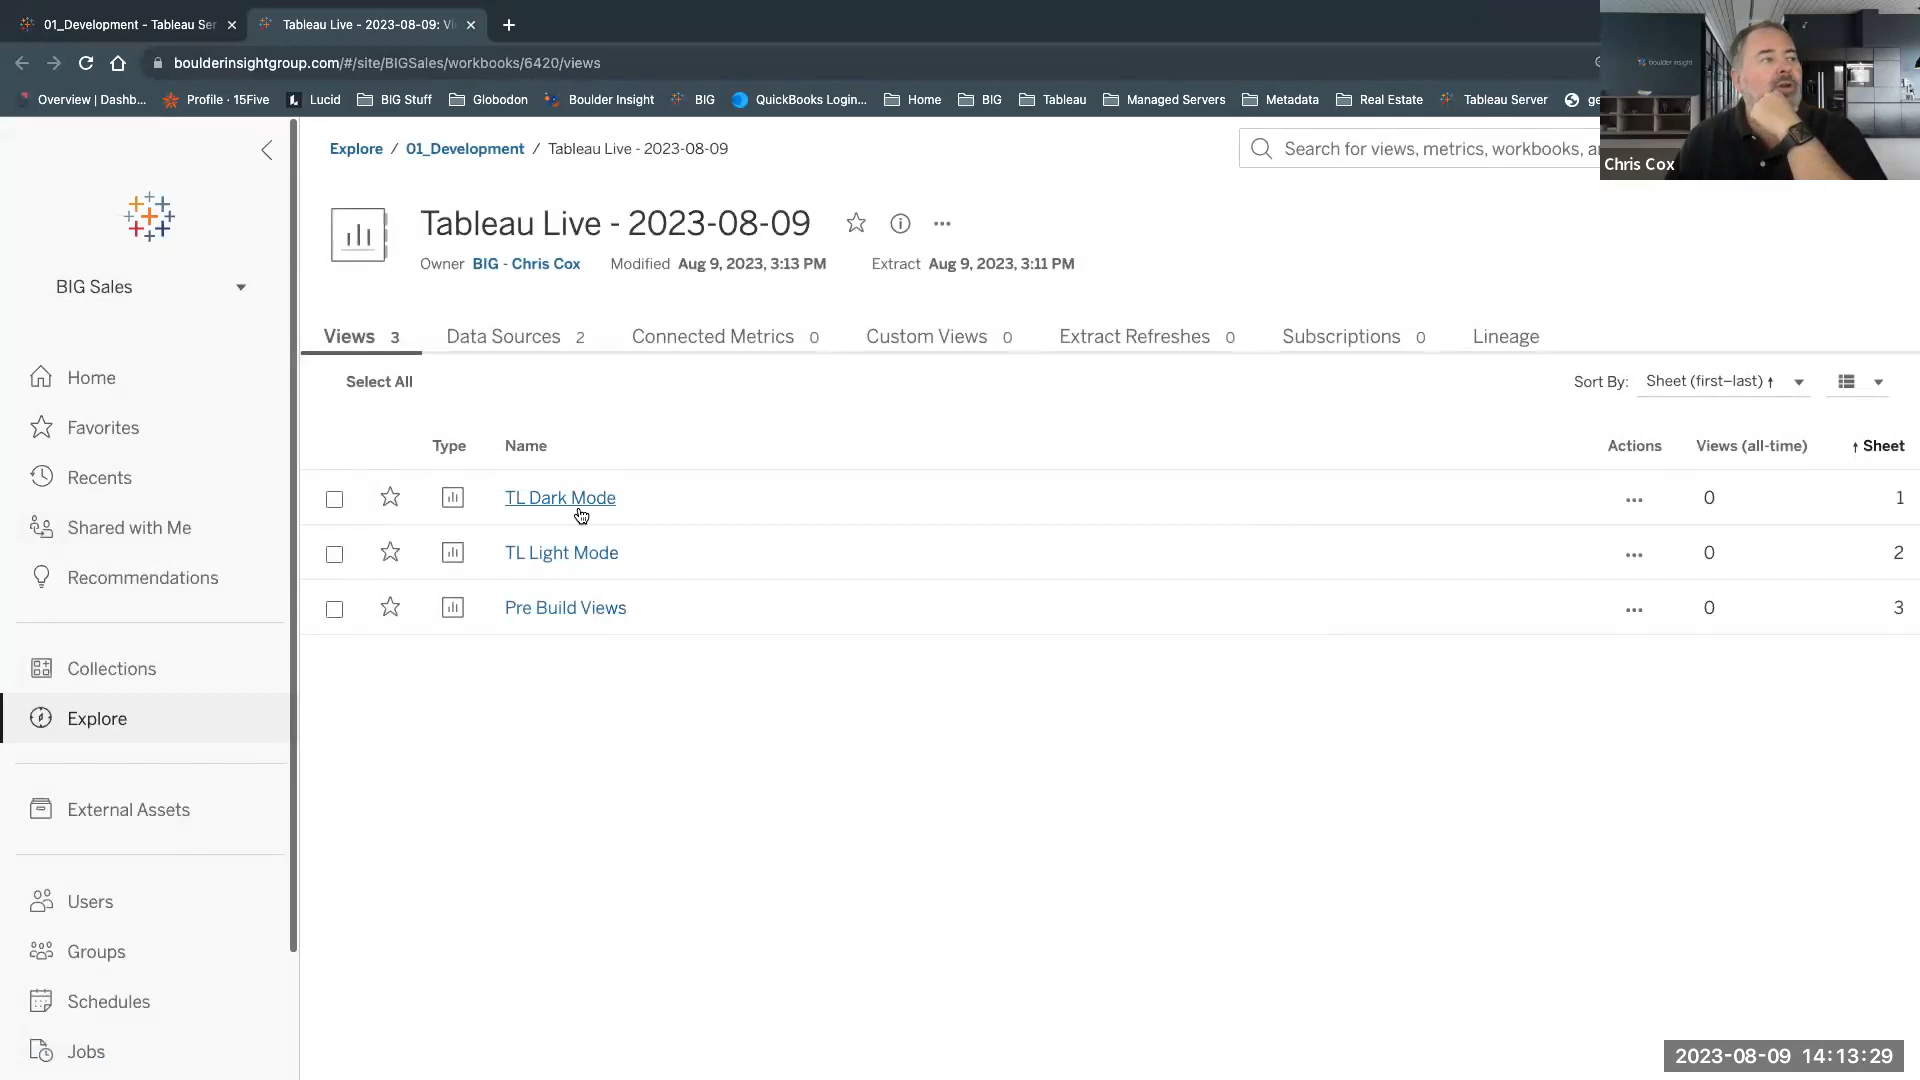 01_Development - Tableau Ser
Tableau Live - 2023-08-09: Vi
boulderinsightgroup.com/#/site/BIGSales/workbooks/6420/views
Overview | Dashb...
Profile · 15Five
Lucid
BIG Stuff
Globodon
Boulder Insight
BIG
QuickBooks Login...
Home
BIG
Tableau
Managed Servers
Metadata
Real Estate
Tableau Server
ge
boulder insight
Chris Cox
Explore / 01_Development / Tableau Live - 2023-08-09
Search for views, metrics, workbooks, a
Tableau Live - 2023-08-09
Owner BIG - Chris Cox Modified Aug 9, 2023, 3:13 PM Extract Aug 9, 2023, 3:11 PM
BIG Sales
Home
Favorites
Recents
Shared with Me
Recommendations
Collections
Explore
External Assets
Users
Groups
Schedules
Jobs
Views 3 Data Sources 2 Connected Metrics 0 Custom Views 0 Extract Refreshes 0 Subscriptions 0 Lineage
Select All
Sort By: Sheet (first–last) ↑
Type Name Actions Views (all-time) ↑ Sheet
TL Dark Mode ... 0 1
TL Light Mode ... 0 2
Pre Build Views ... 0 3
2023-08-09 14:13:29